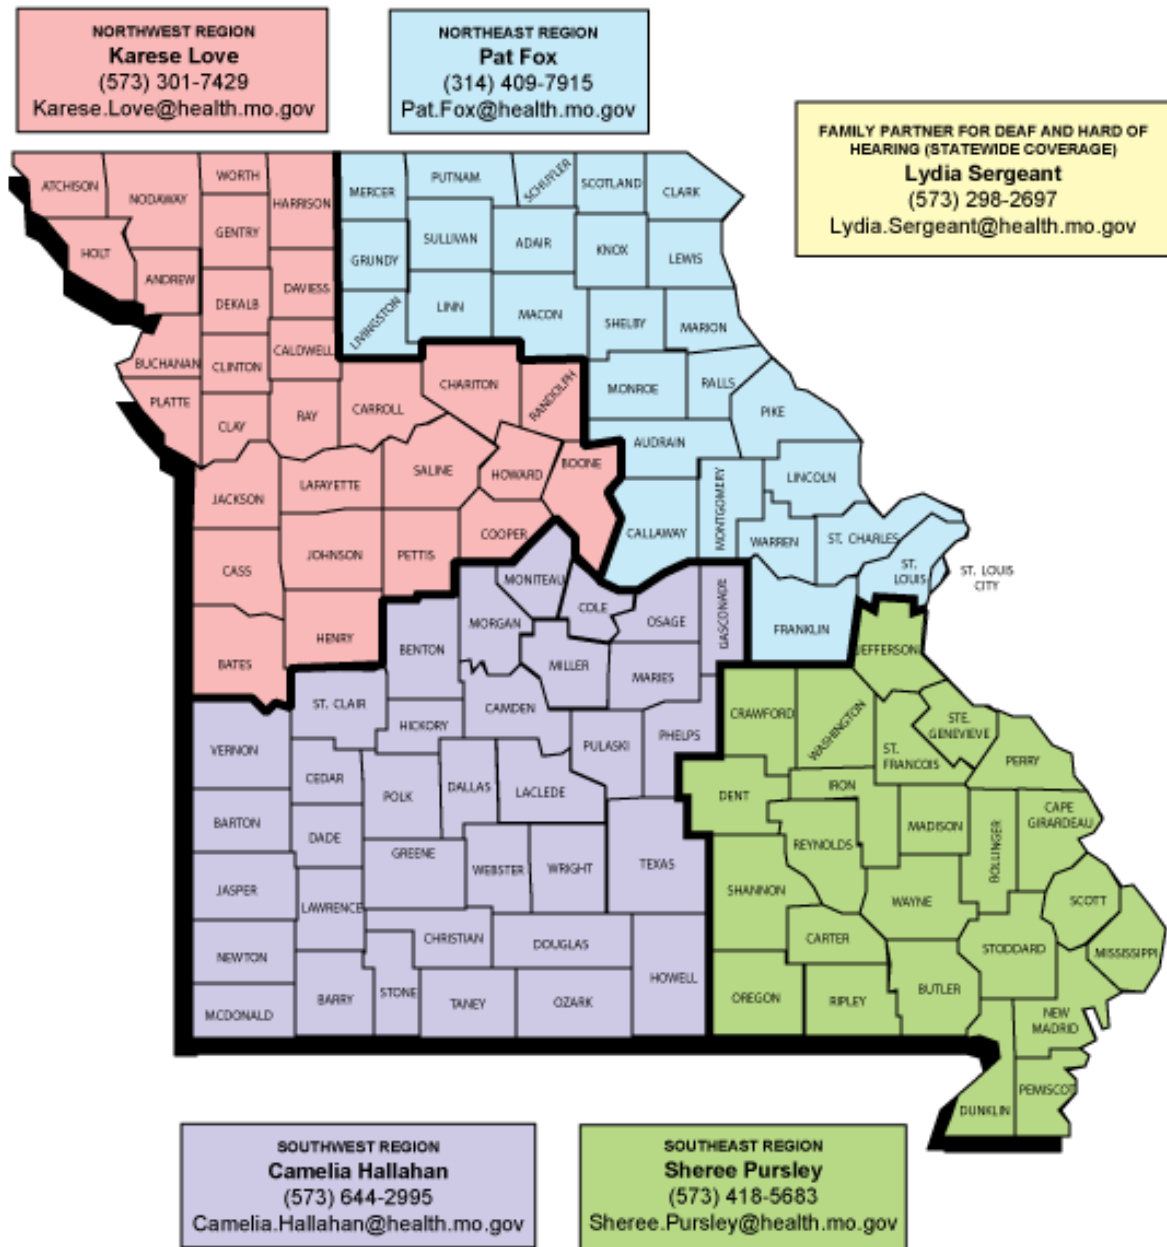 NORTHWEST REGION
Karese Love
(573) 301-7429
Karese.Love@health.mo.gov
NORTHEAST REGION
Pat Fox
(314) 409-7915
Pat.Fox@health.mo.gov
FAMILY PARTNER FOR DEAF AND HARD OF
HEARING (STATEWIDE COVERAGE)
Lydia Sergeant
(573) 298-2697
Lydia.Sergeant@health.mo.gov
ATCHISON
NODAWAY
WORTH
HARRISON
GENTRY
HOLT
ANDREW
DEKALB
DAVIESS
BUCHANAN
CLINTON
CALDWELL
PLATTE
CLAY
RAY
CARROLL
CHARITON
RANDOLPH
JACKSON
LAFAYETTE
SALINE
HOWARD
BOONE
CASS
JOHNSON
PETTIS
COOPER
BATES
HENRY
MERCER
PUTNAM
SCHUYLER
SCOTLAND
CLARK
GRUNDY
SULLIVAN
ADAIR
KNOX
LEWIS
LIVINGSTON
LINN
MACON
SHELBY
MARION
MONROE
RALLS
PIKE
AUDRAIN
LINCOLN
CALLAWAY
MONTGOMERY
WARREN
ST. CHARLES
ST.
LOUIS
ST. LOUIS
CITY
FRANKLIN
MONITEAU
COLE
OSAGE
GASCONADE
MORGAN
BENTON
MILLER
MARIES
ST. CLAIR
HICKORY
CAMDEN
PULASKI
PHELPS
VERNON
CEDAR
POLK
DALLAS
LACLEDE
BARTON
DADE
GREENE
WEBSTER
WRIGHT
TEXAS
JASPER
LAWRENCE
CHRISTIAN
DOUGLAS
HOWELL
NEWTON
MCDONALD
BARRY
STONE
TANEY
OZARK
JEFFERSON
CRAWFORD
WASHINGTON
STE.
GENEVIEVE
ST.
FRANCOIS
PERRY
DENT
IRON
MADISON
BOLLINGER
CAPE
GIRARDEAU
REYNOLDS
SHANNON
WAYNE
SCOTT
CARTER
STODDARD
MISSISSIPPI
OREGON
RIPLEY
BUTLER
NEW
MADRID
DUNKLIN
PEMISCOT
SOUTHWEST REGION
Camelia Hallahan
(573) 644-2995
Camelia.Hallahan@health.mo.gov
SOUTHEAST REGION
Sheree Pursley
(573) 418-5683
Sheree.Pursley@health.mo.gov